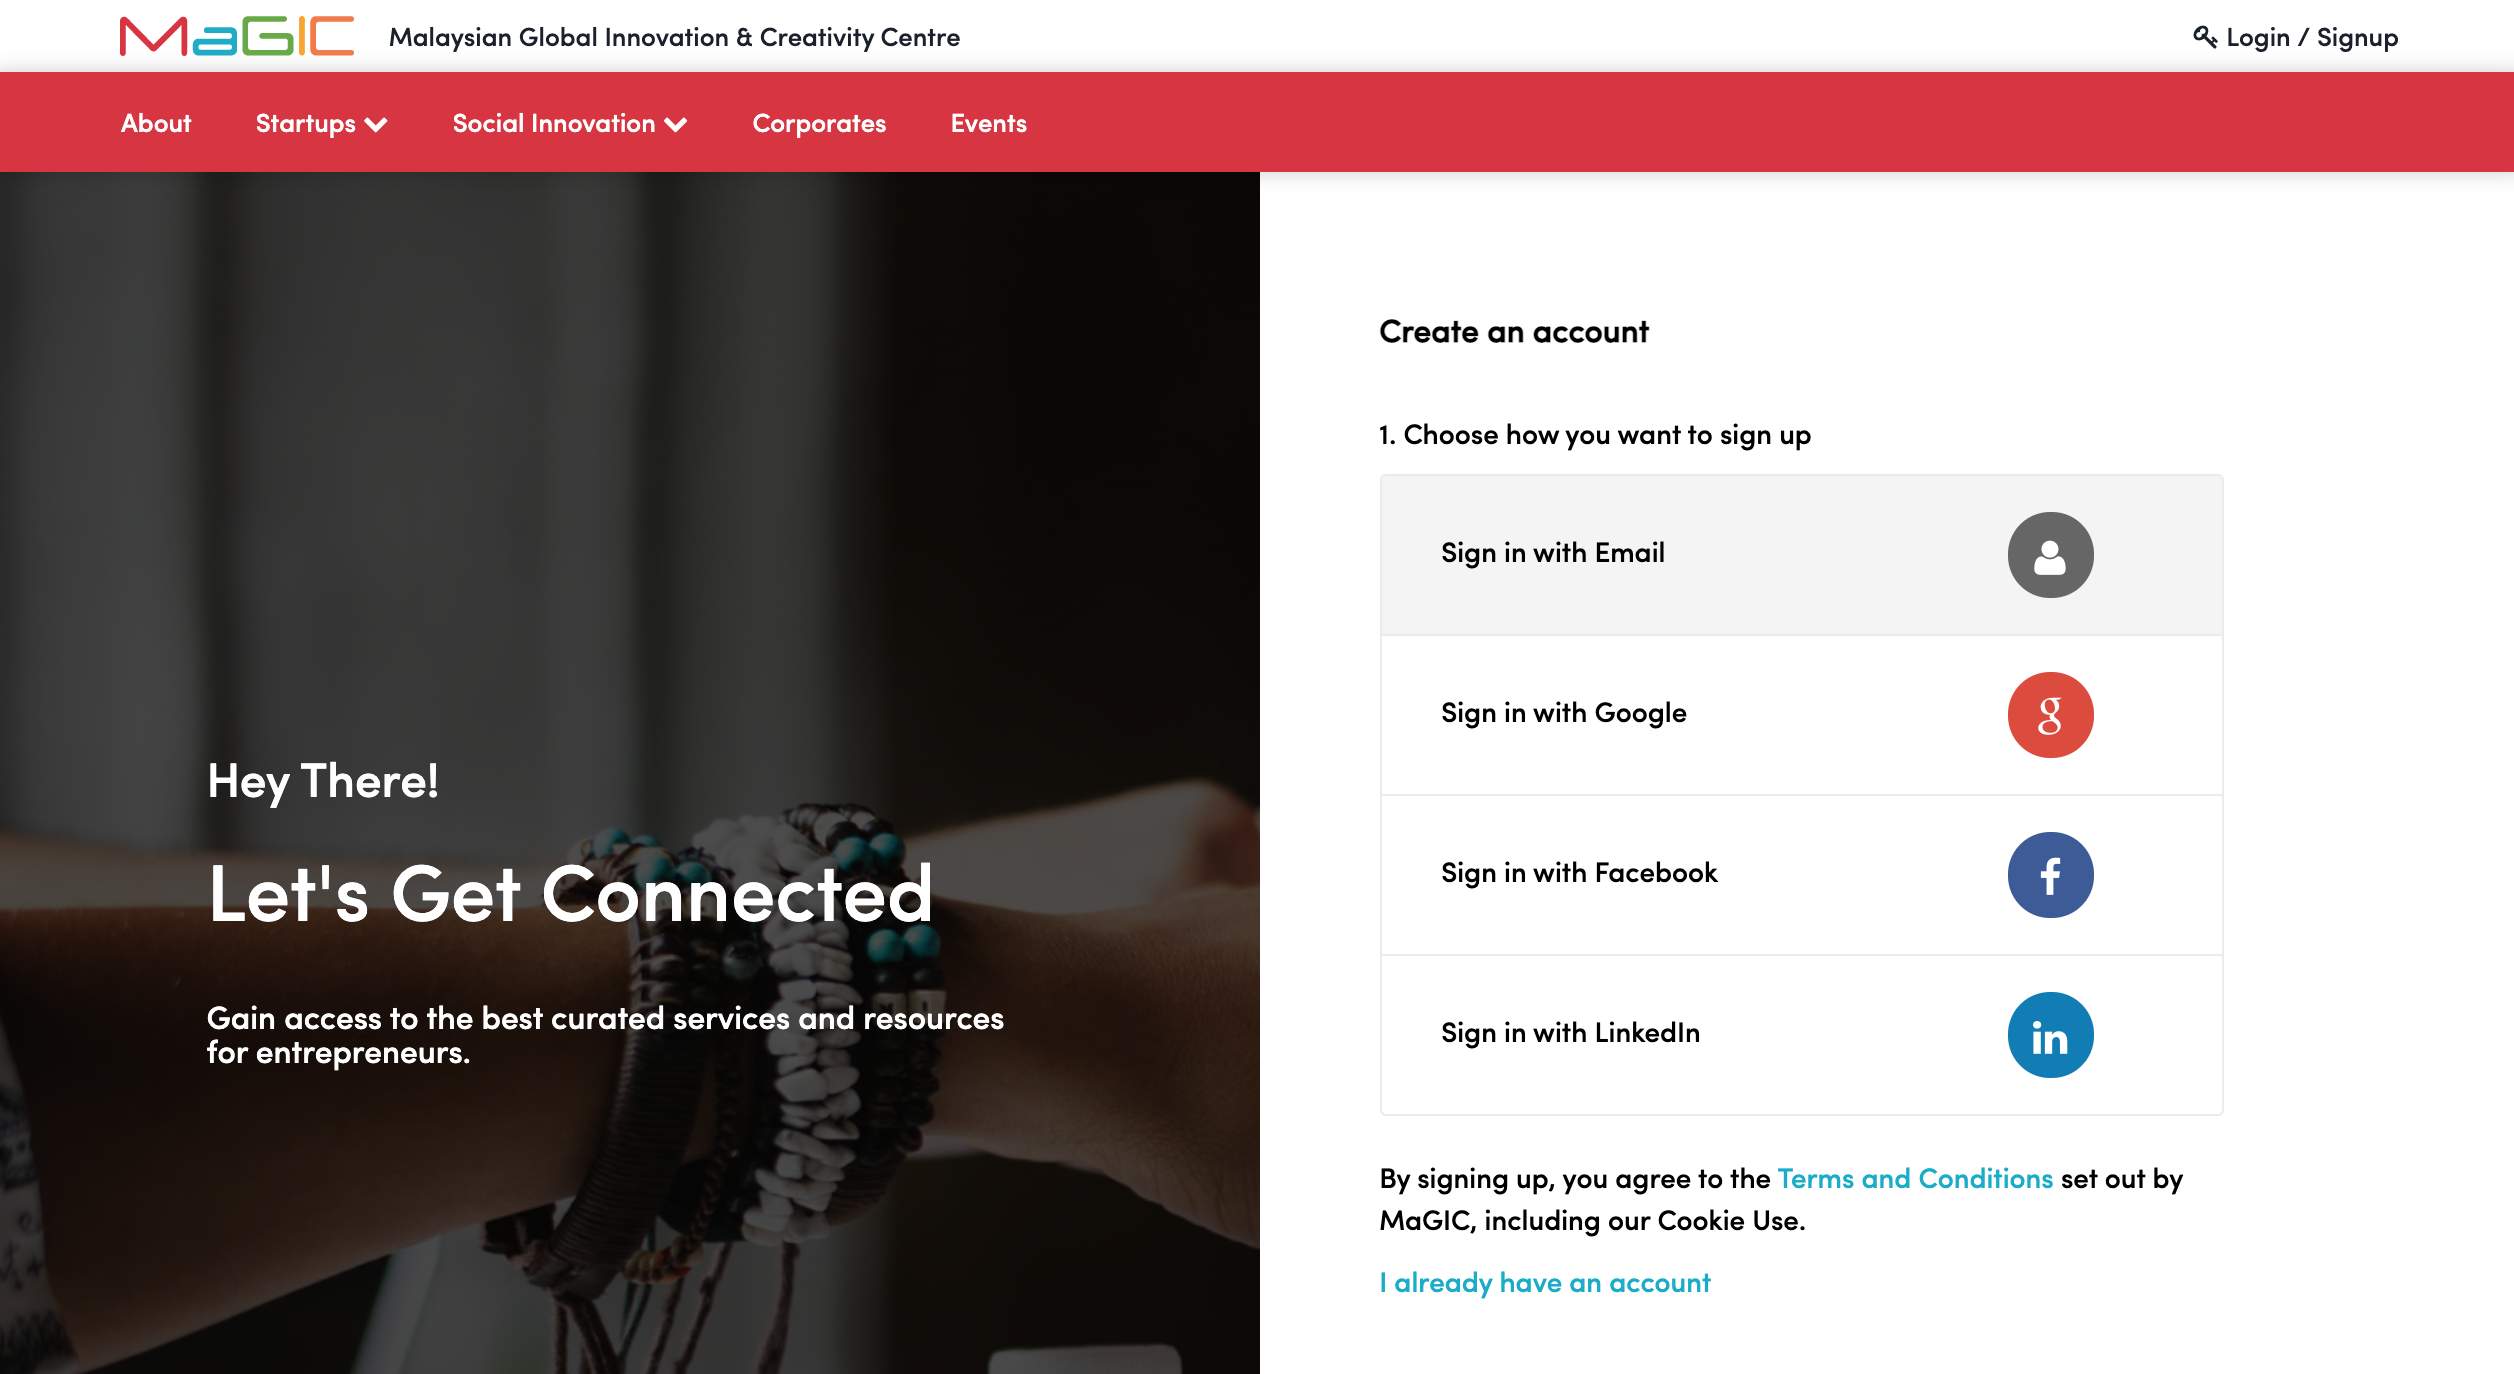 MaGIC
Malaysian Global Innovation & Creativity Centre
Login / Signup
About
Startups
Social Innovation
Corporates
Events
Hey There!
Let's Get Connected
Gain access to the best curated services and resources
for entrepreneurs.
Create an account
1. Choose how you want to sign up
Sign in with Email
Sign in with Google
g
Sign in with Facebook
f
Sign in with LinkedIn
in
By signing up, you agree to the Terms and Conditions set out by
MaGIC, including our Cookie Use.
I already have an account